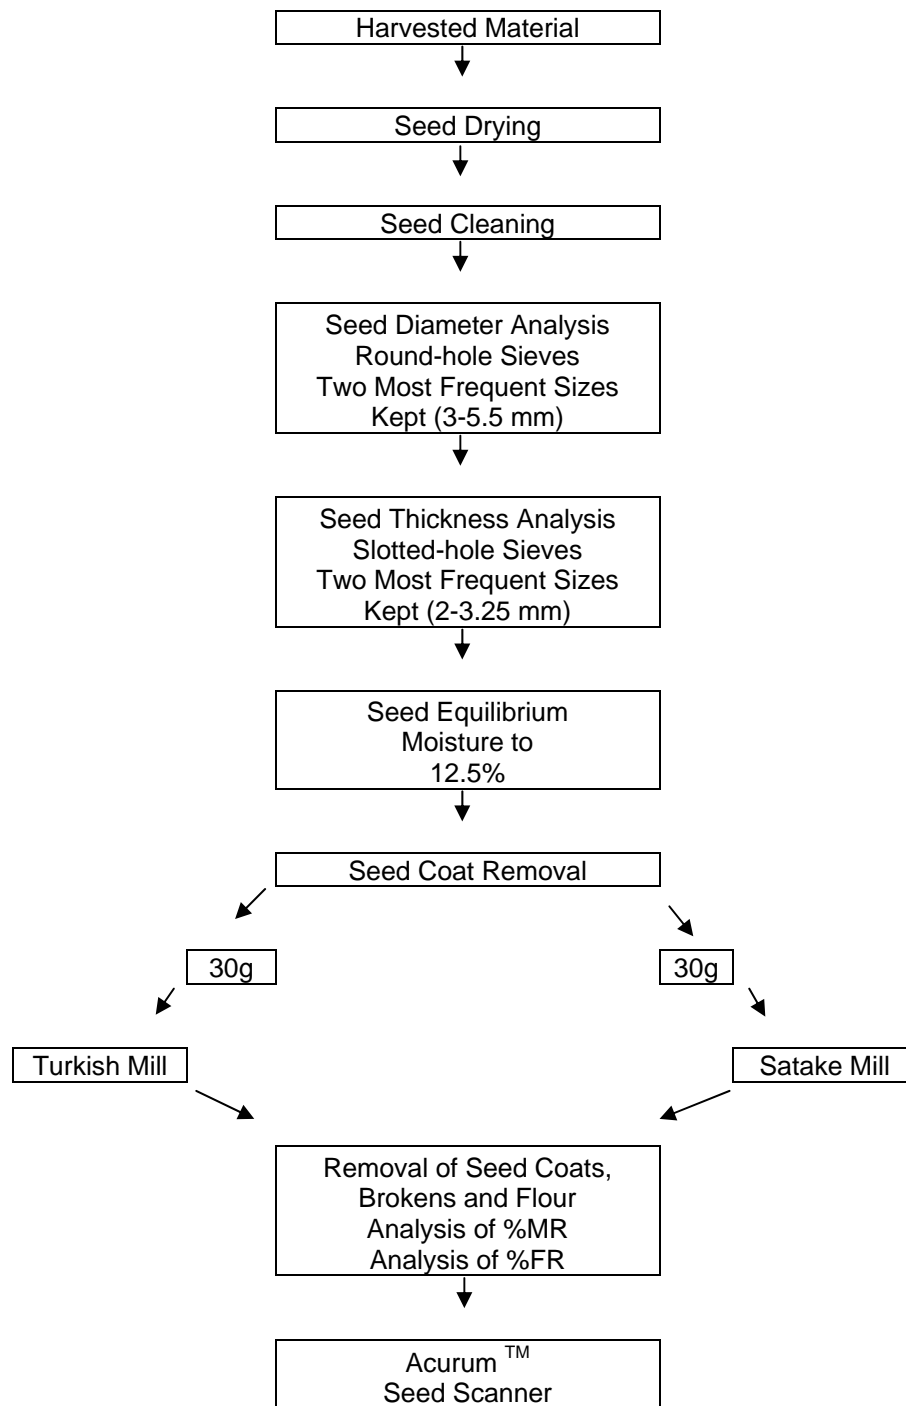 Harvested Material
Seed Drying
Seed Cleaning
Seed Diameter Analysis
Round-hole Sieves
Two Most Frequent Sizes
Kept (3-5.5 mm)
Seed Thickness Analysis
Slotted-hole Sieves
Two Most Frequent Sizes
Kept (2-3.25 mm)
Seed Equilibrium
Moisture to
12.5%
Seed Coat Removal
30g
30g
Turkish Mill
Satake Mill
Removal of Seed Coats,
Brokens and Flour
Analysis of %MR
Analysis of %FR
Acurum TM
Seed Scanner